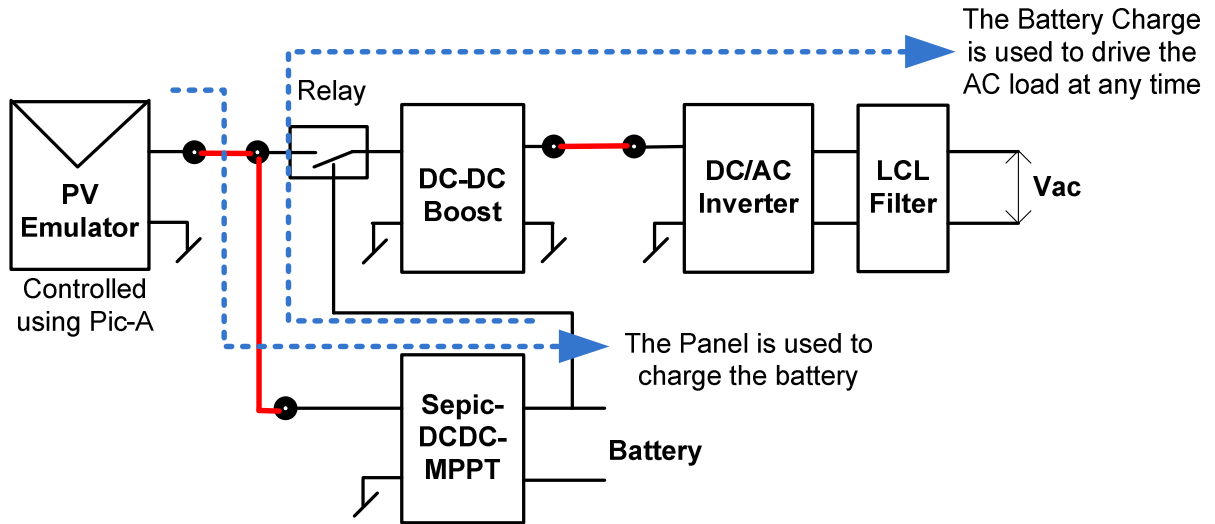 The Battery Charge
is used to drive the
AC load at any time
Relay
PV
Emulator
DC-DC
Boost
DC/AC
Inverter
LCL
Filter
Vac
Controlled
using Pic-A
The Panel is used to
charge the battery
Sepic-
DCDC-
MPPT
Battery